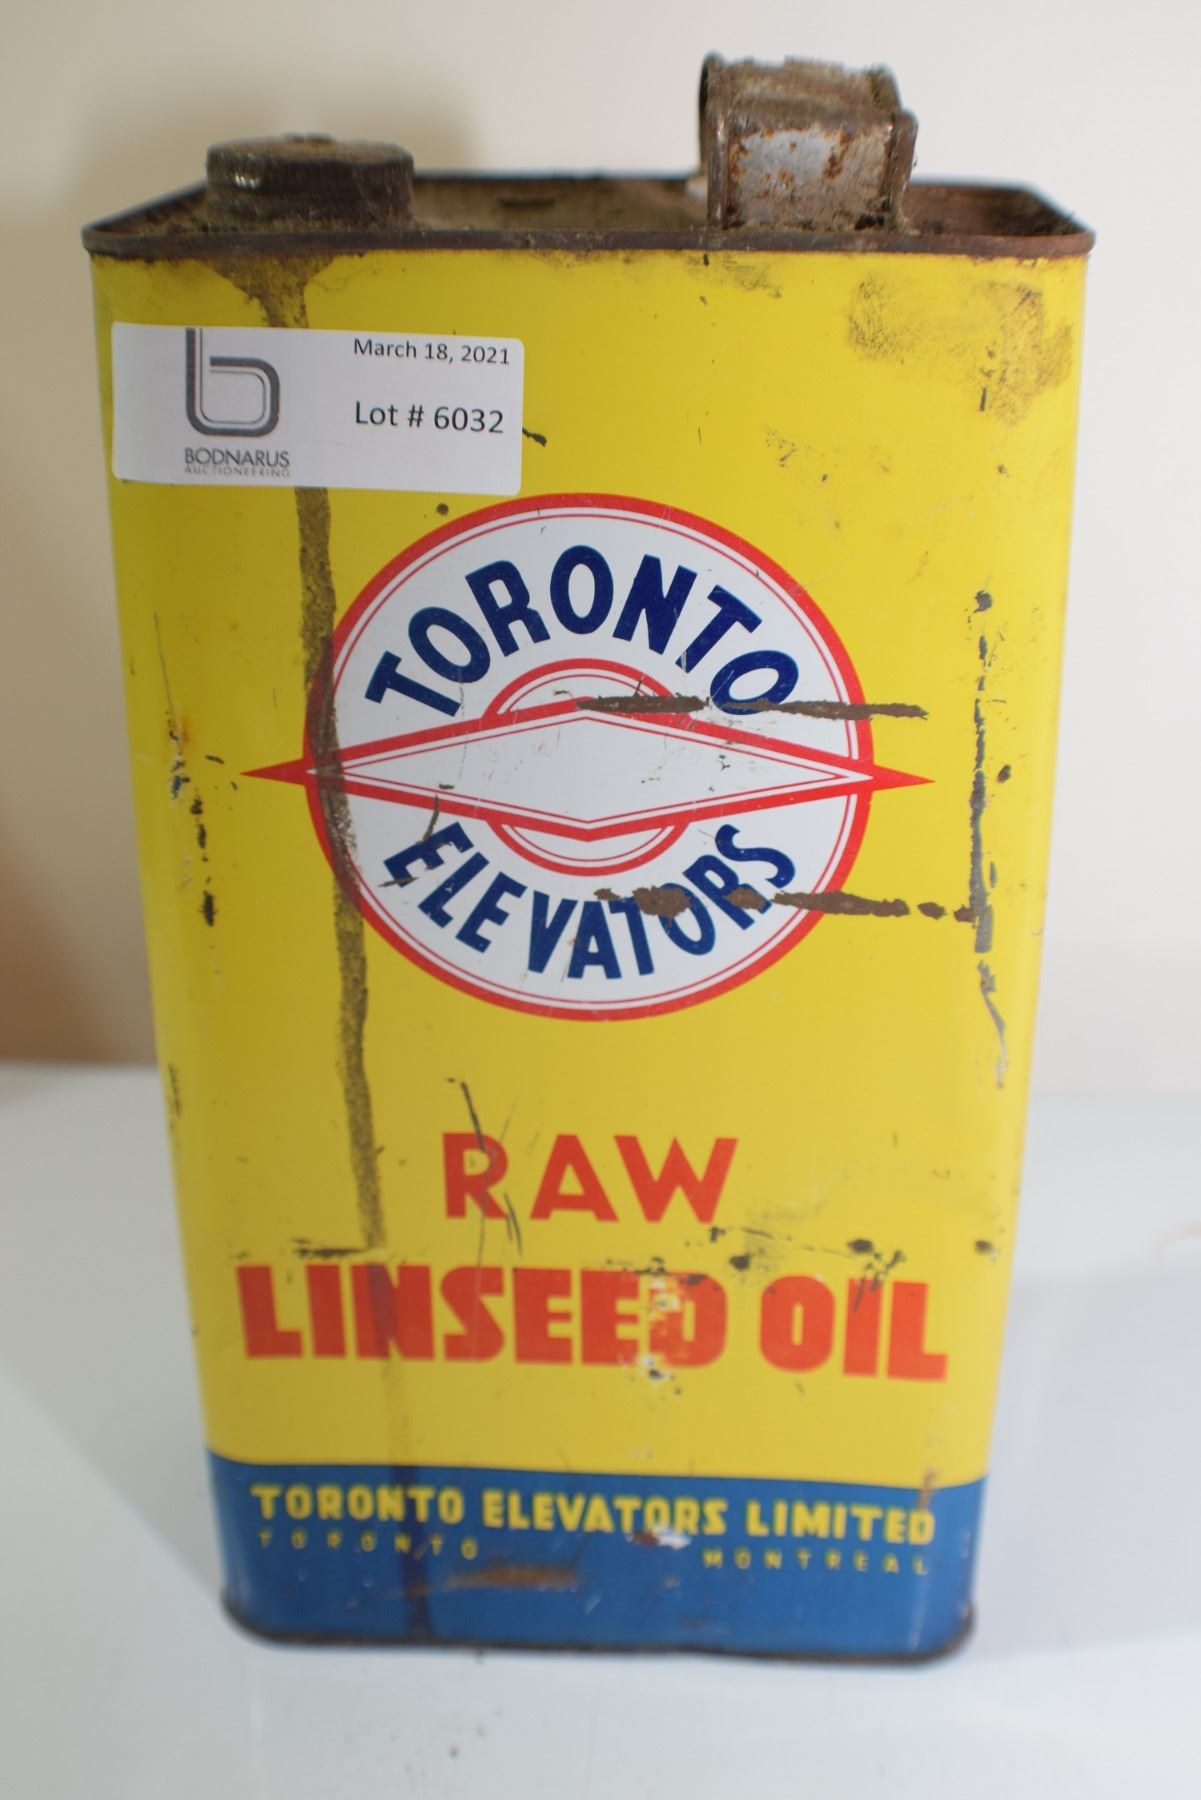 March 18, 2021
Lot # 6032
BODNARUS
AUCTIONEERING
TORONTO
ELEVATORS
RAW
LINSEED OIL
TORONTO ELEVATORS LIMITED
TORONTO MONTREAL